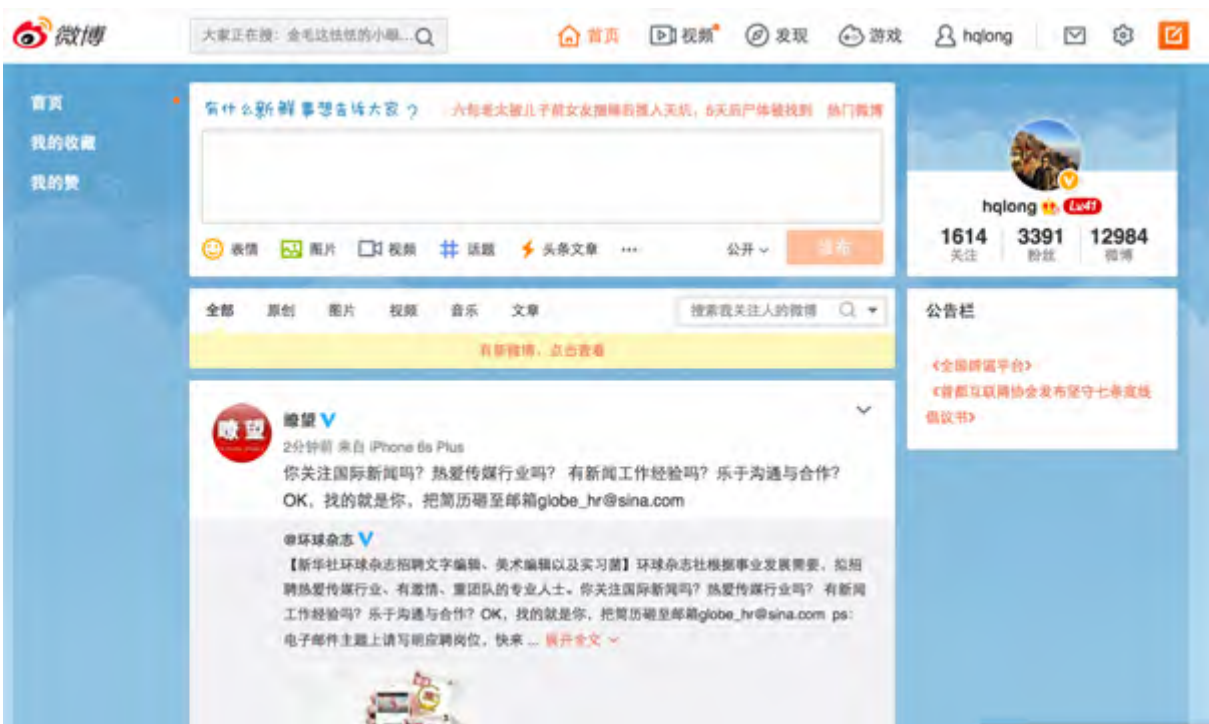 微博
大家正在搜：金毛这怯怯的小眼...
首页
视频
发现
游戏
hqlong
首页
我的收藏
我的赞
有什么新鲜事想告诉大家？
六旬老太被儿子前女友捆绑后推入天坑，6天后尸体被找到 热门微博
表情 图片 视频 话题 头条文章 ...
公开
发布
hqlong Lv41
1614 3391 12984
关注 粉丝 微博
全部 原创 图片 视频 音乐 文章
搜索我关注人的微博
有新微博，点击查看
公告栏
《全国辟谣平台》
《首都互联网协会发布坚守七条底线
倡议书》
瞭望
瞭望
2分钟前 来自 iPhone 6s Plus
你关注国际新闻吗？热爱传媒行业吗？ 有新闻工作经验吗？乐于沟通与合作？
OK，找的就是你，把简历砸至邮箱globe_hr@sina.com
@环球杂志
【新华社环球杂志招聘文字编辑、美术编辑以及实习菌】环球杂志社根据事业发展需要，拟招
聘热爱传媒行业、有激情、重团队的专业人士。你关注国际新闻吗？热爱传媒行业吗？ 有新闻
工作经验吗？乐于沟通与合作？OK，找的就是你，把简历砸至邮箱globe_hr@sina.com ps：
电子邮件主题上请写明应聘岗位，快来 ... 展开全文